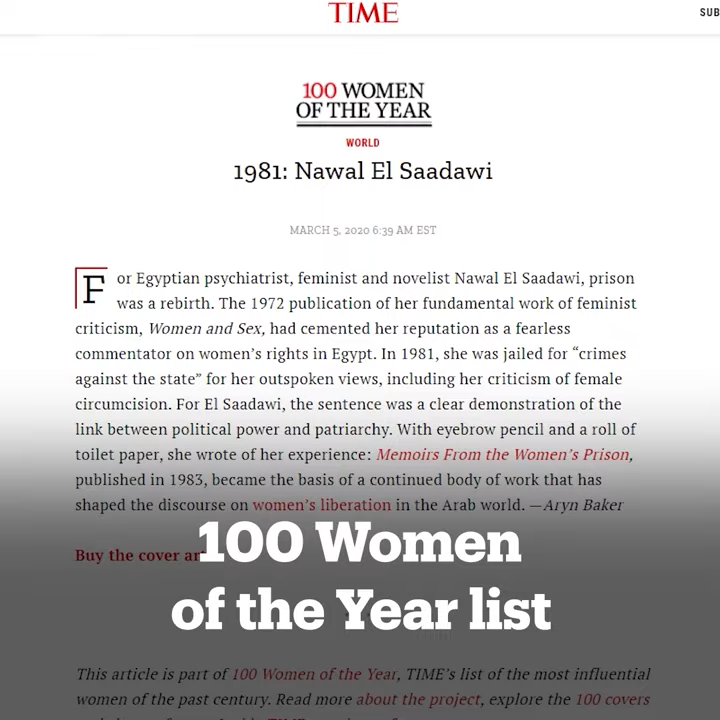 TIME
SUB
100 WOMEN
OF THE YEAR
WORLD
1981: Nawal El Saadawi
MARCH 5, 2020 6:39 AM EST
For Egyptian psychiatrist, feminist and novelist Nawal El Saadawi, prison
was a rebirth. The 1972 publication of her fundamental work of feminist
criticism, Women and Sex, had cemented her reputation as a fearless
commentator on women’s rights in Egypt. In 1981, she was jailed for “crimes
against the state” for her outspoken views, including her criticism of female
circumcision. For El Saadawi, the sentence was a clear demonstration of the
link between political power and patriarchy. With eyebrow pencil and a roll of
toilet paper, she wrote of her experience: Memoirs From the Women’s Prison,
published in 1983, became the basis of a continued body of work that has
shaped the discourse on women’s liberation in the Arab world. —Aryn Baker
Buy the cover ar
100 Women
of the Year list
This article is part of 100 Women of the Year, TIME’s list of the most influential
women of the past century. Read more about the project, explore the 100 covers